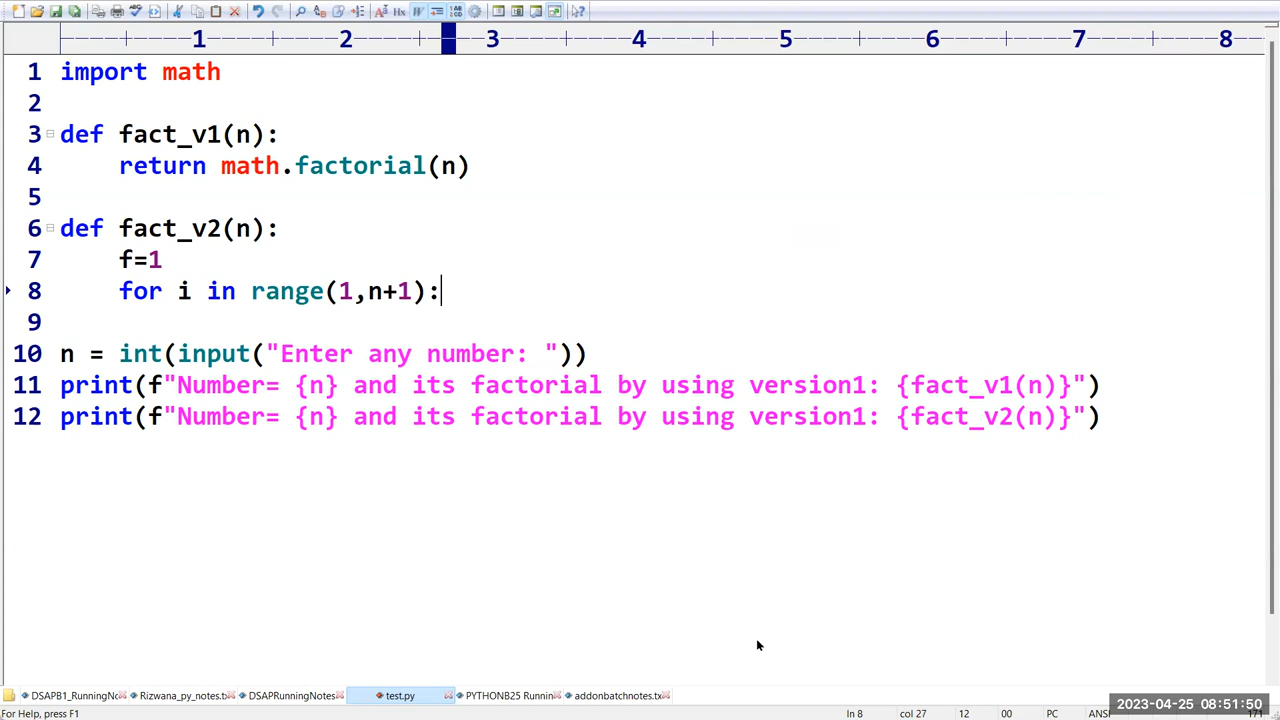 1 2 3 4 5 6 7 8
1 import math
2
3 def fact_v1(n):
4     return math.factorial(n)
5
6 def fact_v2(n):
7     f=1
8     for i in range(1,n+1):
9
10 n = int(input("Enter any number: "))
11 print(f"Number= {n} and its factorial by using version1: {fact_v1(n)}")
12 print(f"Number= {n} and its factorial by using version1: {fact_v2(n)}")
DSAPB1_RunningNo Rizwana_py_notes.t DSAPRunningNotes test.py PYTHONB25 Runnin addonbatchnotes.tx
2023-04-25 08:51:50
For Help, press F1 ln 8 col 27 12 00 PC ANSI 171